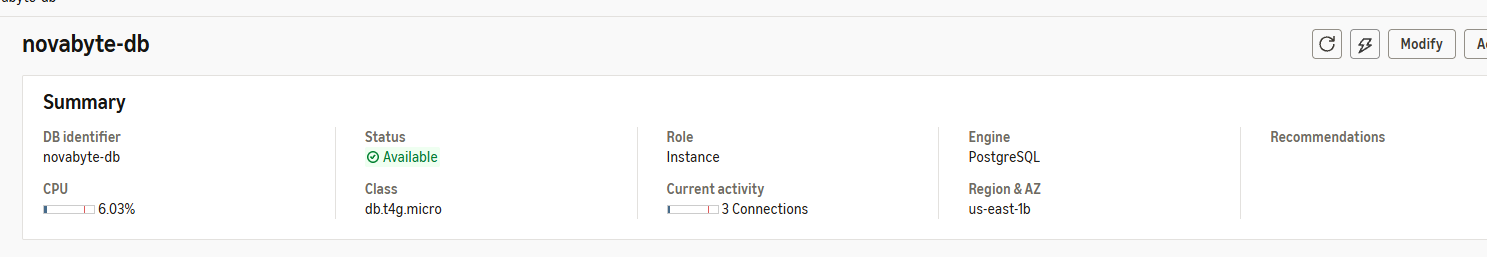 novabyte-db
Modify
Summary
DB identifier
novabyte-db
Status
Available
Role
Instance
Engine
PostgreSQL
Recommendations
CPU
6.03%
Class
db.t4g.micro
Current activity
3 Connections
Region & AZ
us-east-1b